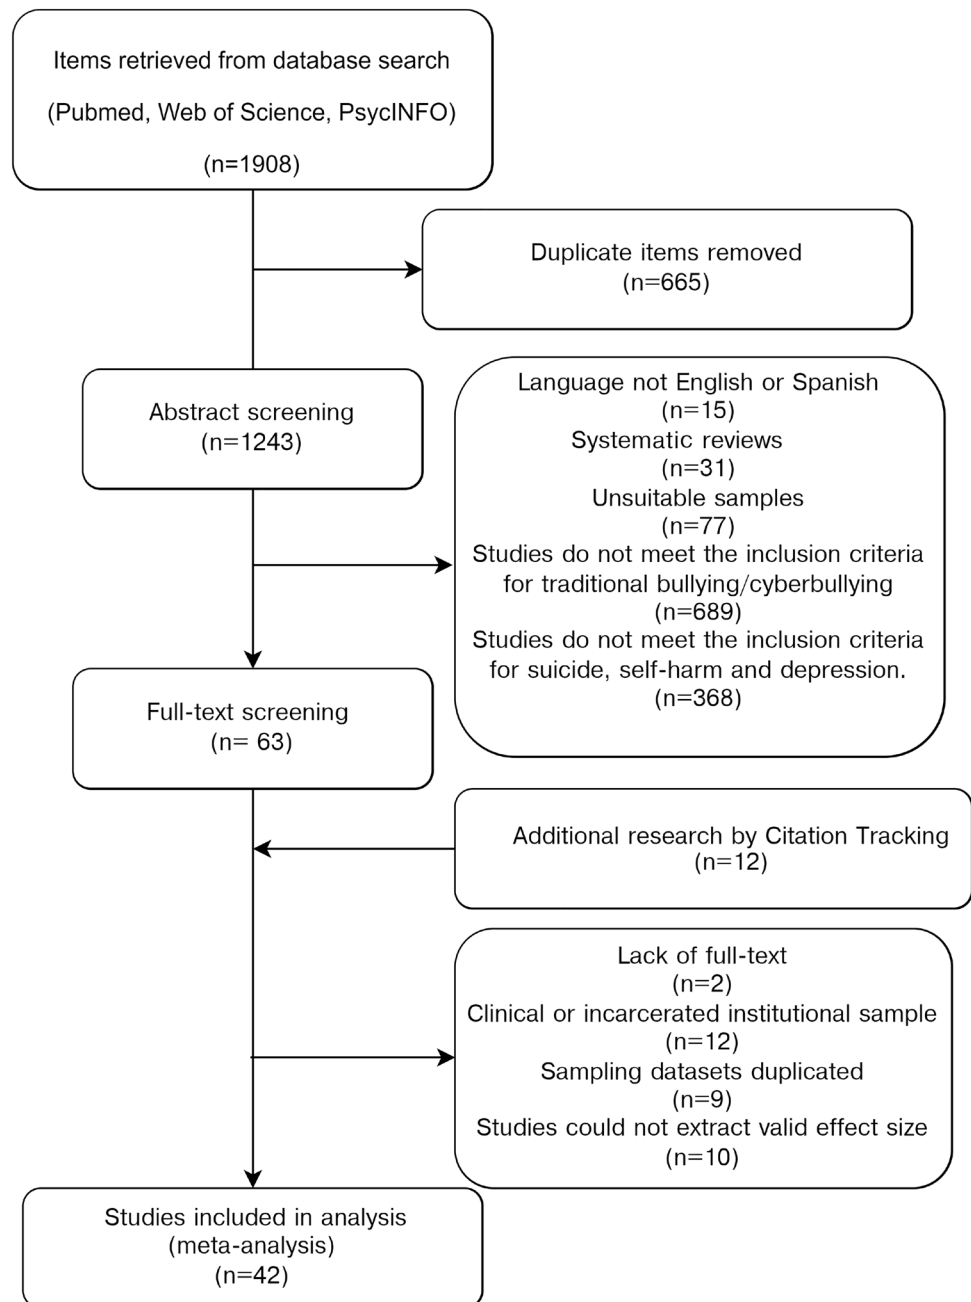 Items retrieved from database search
(Pubmed, Web of Science, PsycINFO)
(n=1908)
Duplicate items removed
(n=665)
Abstract screening
(n=1243)
Language not English or Spanish
(n=15)
Systematic reviews
(n=31)
Unsuitable samples
(n=77)
Studies do not meet the inclusion criteria
for traditional bullying/cyberbullying
(n=689)
Studies do not meet the inclusion criteria
for suicide, self-harm and depression.
(n=368)
Full-text screening
(n= 63)
Additional research by Citation Tracking
(n=12)
Lack of full-text
(n=2)
Clinical or incarcerated institutional sample
(n=12)
Sampling datasets duplicated
(n=9)
Studies could not extract valid effect size
(n=10)
Studies included in analysis
(meta-analysis)
(n=42)